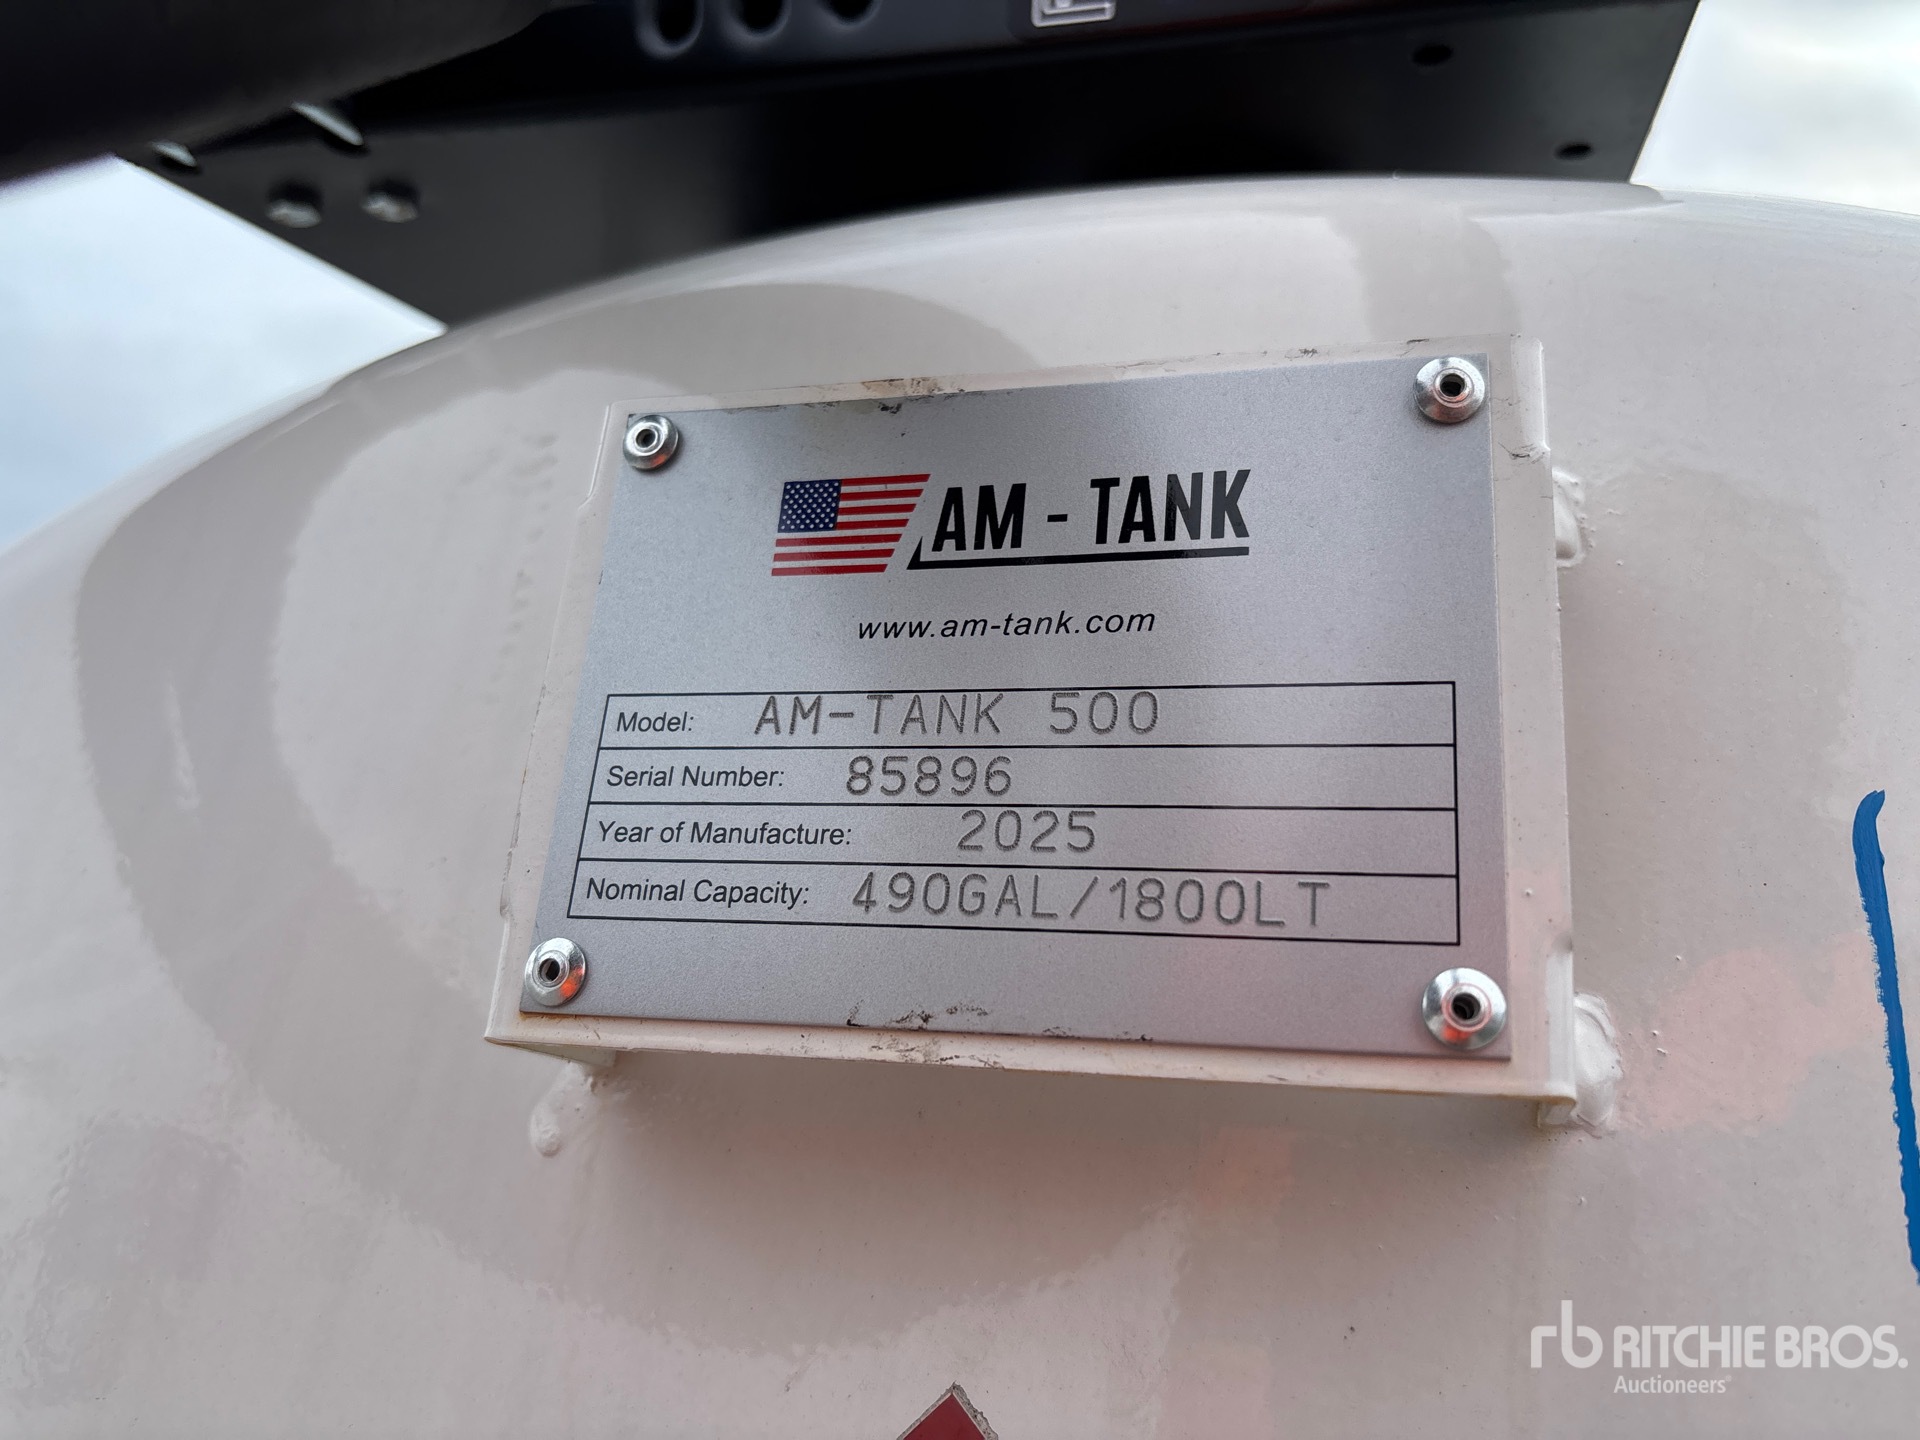 AM - TANK
www.am-tank.com
Model: AM-TANK 500
Serial Number: 85896
Year of Manufacture: 2025
Nominal Capacity: 490GAL/1800LT
rb RITCHIE BROS.
Auctioneers